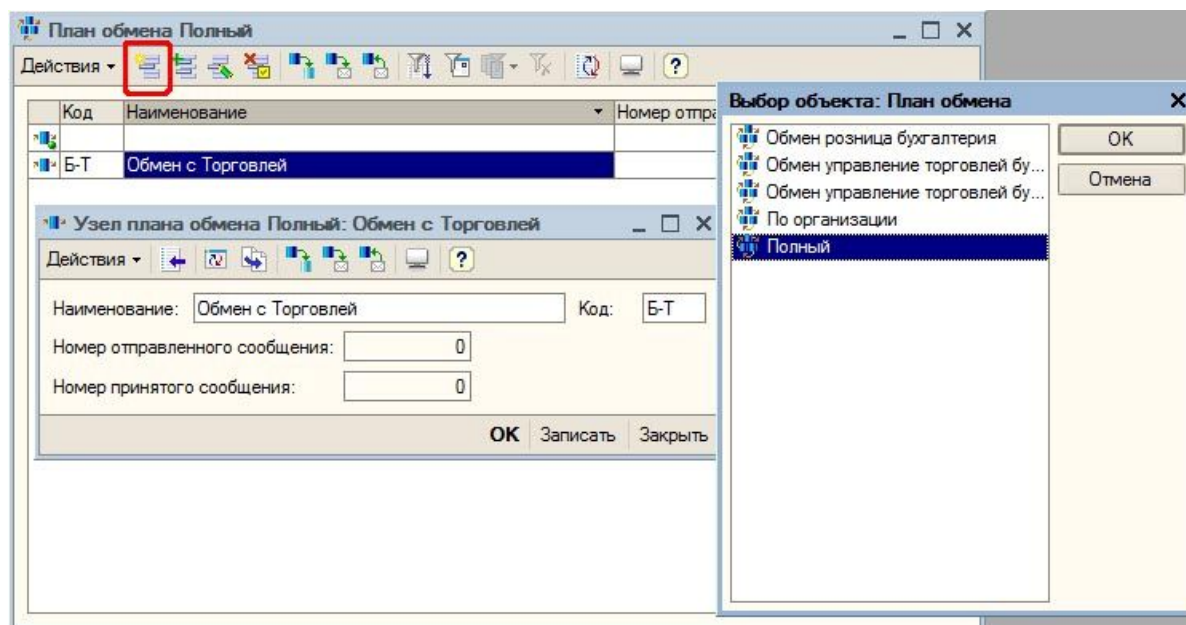 План обмена Полный
Действия
Код Наименование Номер отпра
Б-Т Обмен с Торговлей
Узел плана обмена Полный: Обмен с Торговлей
Действия
Наименование: Обмен с Торговлей Код: Б-Т
Номер отправленного сообщения: 0
Номер принятого сообщения: 0
ОК Записать Закрыть
Выбор объекта: План обмена
Обмен розница бухгалтерия
Обмен управление торговлей бу...
Обмен управление торговлей бу...
По организации
Полный
ОК
Отмена